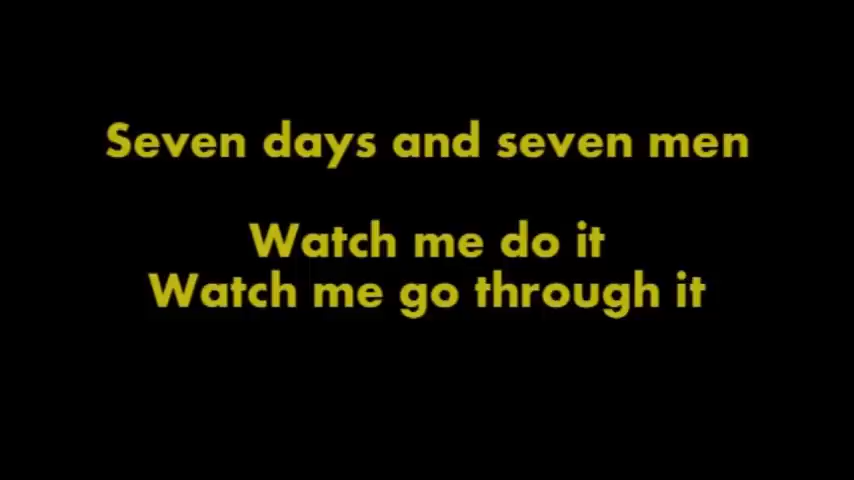 Seven days and seven men
Watch me do it
Watch me go through it